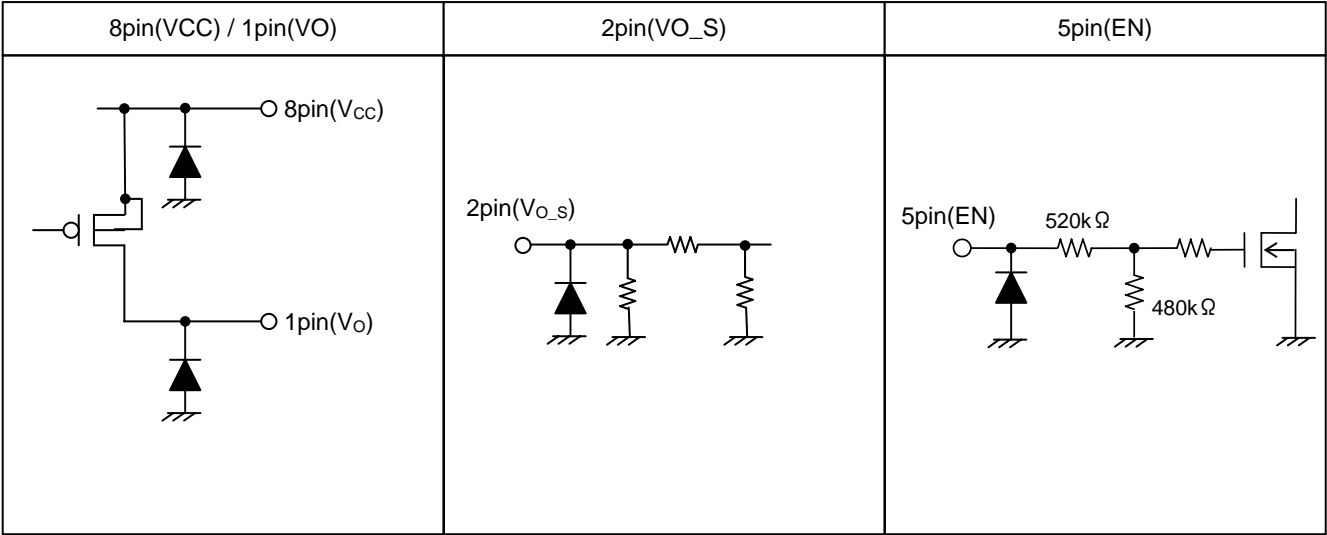 8pin(VCC) / 1pin(VO)
2pin(VO_S)
5pin(EN)
8pin(VCC)
1pin(VO)
2pin(VO_S)
5pin(EN)
520kΩ
480kΩ